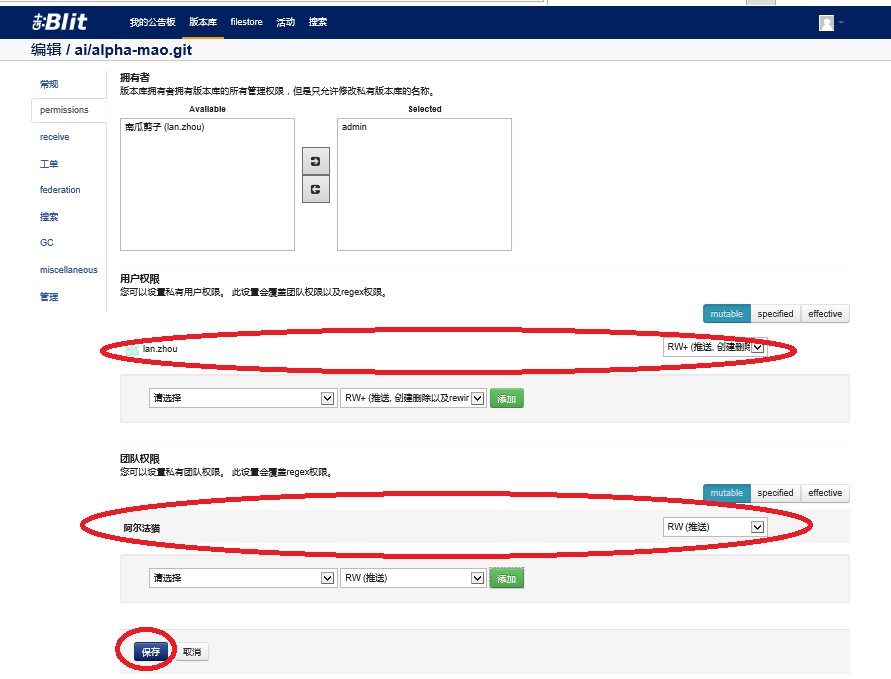 Blit
我的公告板 版本库 filestore 活动 搜索
编辑 / ai/alpha-mao.git
常规
permissions
receive
工单
federation
搜索
GC
miscellaneous
管理
拥有者
版本库拥有者拥有版本库的所有管理权限，但是只允许修改私有版本库的名称。
Available Selected
南瓜剪子 (lan.zhou) admin
用户权限
您可以设置私有用户权限。 此设置会覆盖团队权限以及regex权限。
mutable specified effective
lan.zhou RW+ (推送, 创建删除
请选择 RW+ (推送, 创建删除以及rewir 添加
团队权限
您可以设置私有团队权限。 此设置会覆盖regex权限。
mutable specified effective
阿尔法猫 RW (推送)
请选择 RW (推送) 添加
保存 取消